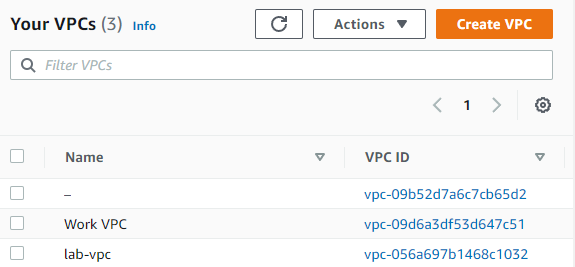 Your VPCs (3) Info Actions Create VPC
Filter VPCs
1
Name VPC ID
– vpc-09b52d7a6c7cb65d2
Work VPC vpc-09d6a3df53d647c51
lab-vpc vpc-056a697b1468c1032